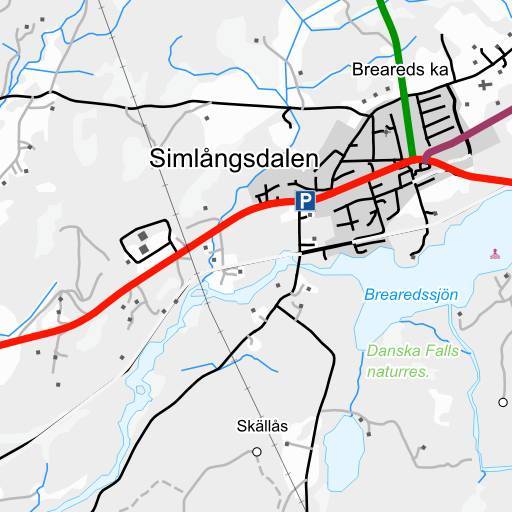 Breareds ka
Simlångsdalen
P
Brearedssjön
Danska Falls
naturres.
Skällås